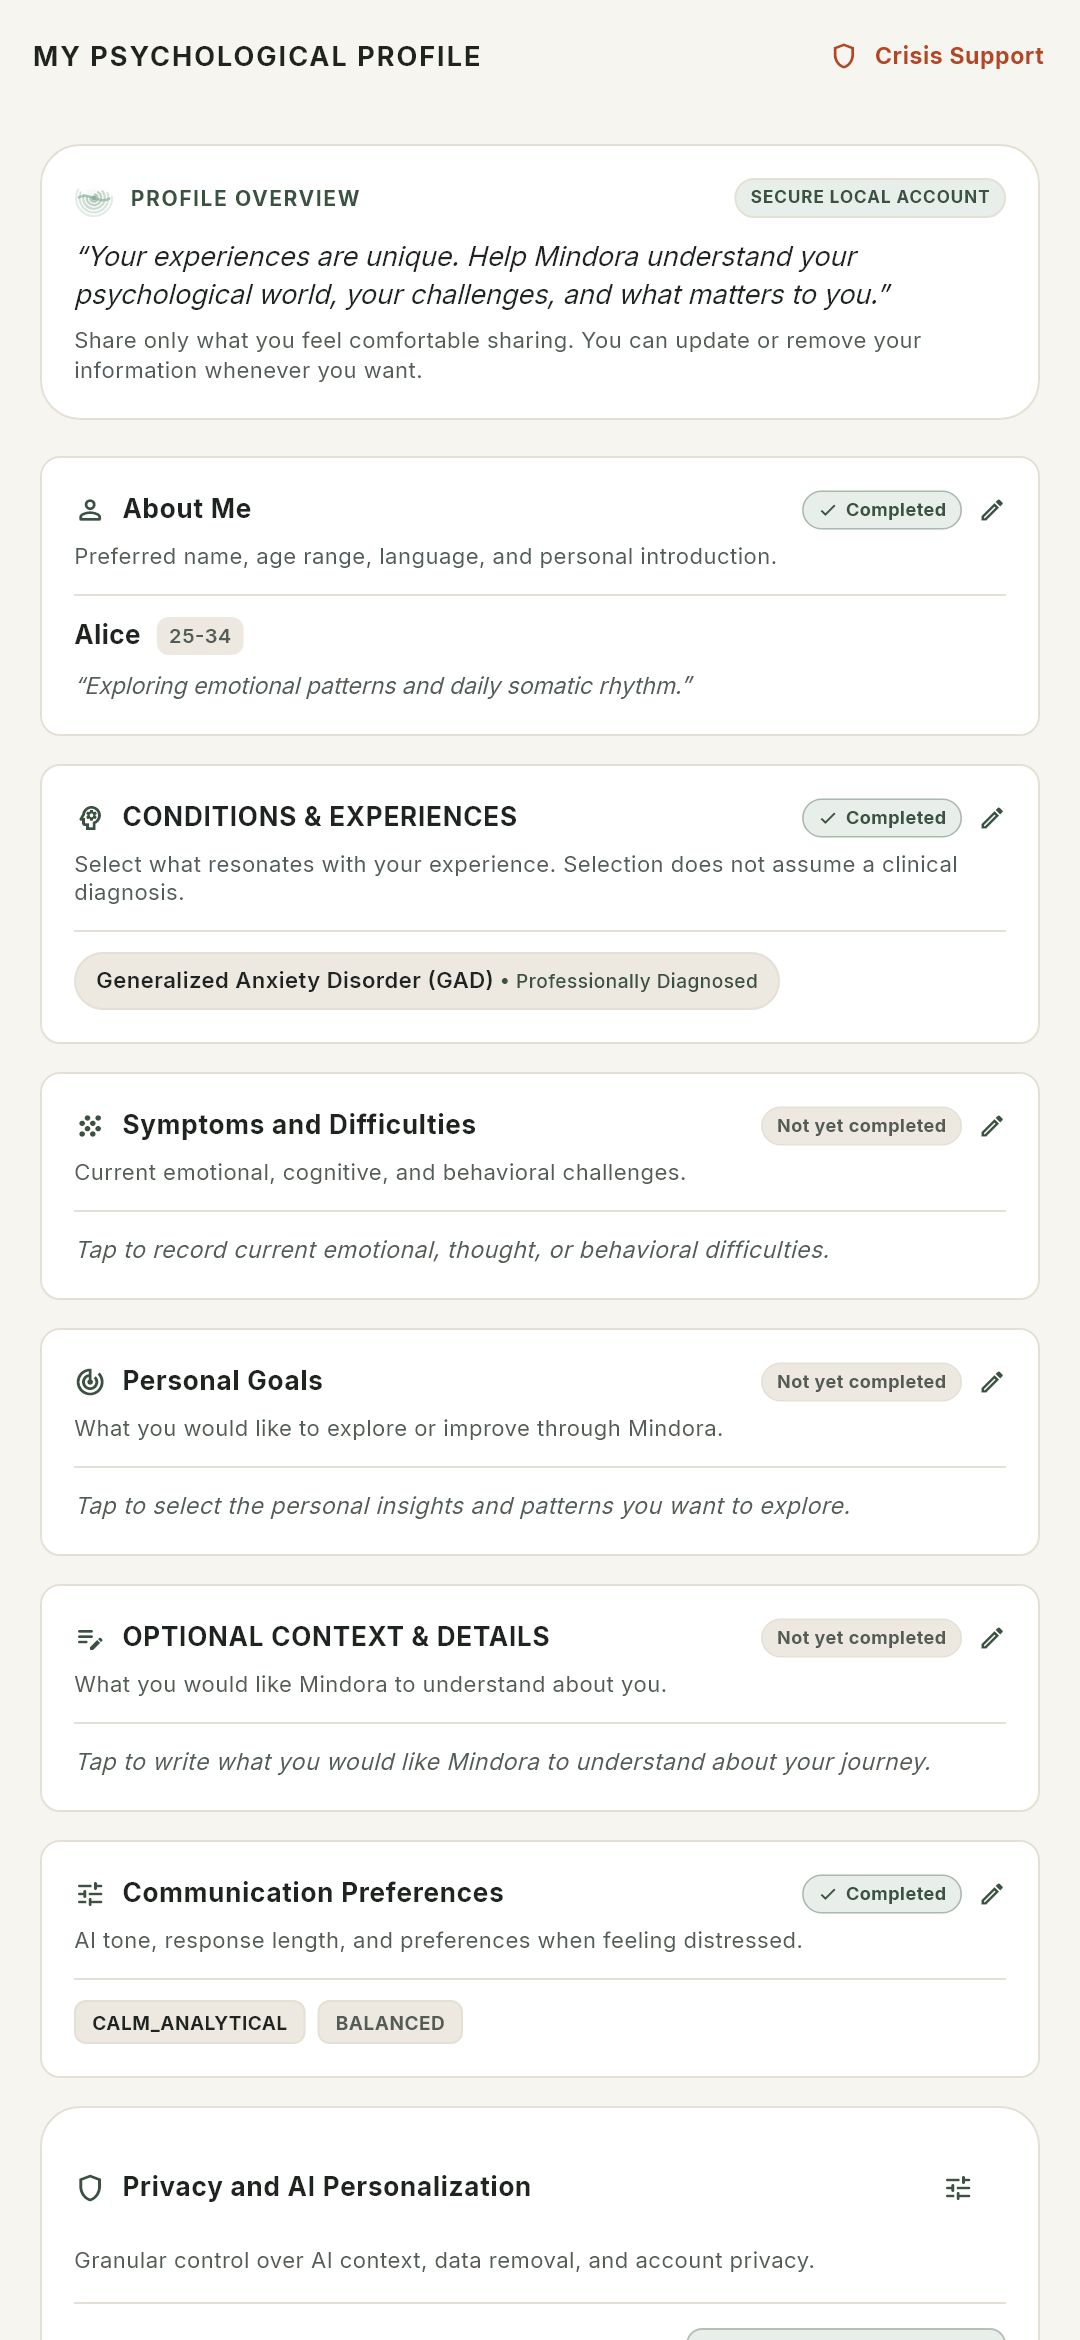 MY PSYCHOLOGICAL PROFILE
Crisis Support
PROFILE OVERVIEW
SECURE LOCAL ACCOUNT
“Your experiences are unique. Help Mindora understand your
psychological world, your challenges, and what matters to you.”
Share only what you feel comfortable sharing. You can update or remove your
information whenever you want.
About Me
Completed
Preferred name, age range, language, and personal introduction.
Alice
25-34
“Exploring emotional patterns and daily somatic rhythm.”
CONDITIONS & EXPERIENCES
Completed
Select what resonates with your experience. Selection does not assume a clinical
diagnosis.
Generalized Anxiety Disorder (GAD) • Professionally Diagnosed
Symptoms and Difficulties
Not yet completed
Current emotional, cognitive, and behavioral challenges.
Tap to record current emotional, thought, or behavioral difficulties.
Personal Goals
Not yet completed
What you would like to explore or improve through Mindora.
Tap to select the personal insights and patterns you want to explore.
OPTIONAL CONTEXT & DETAILS
Not yet completed
What you would like Mindora to understand about you.
Tap to write what you would like Mindora to understand about your journey.
Communication Preferences
Completed
AI tone, response length, and preferences when feeling distressed.
CALM_ANALYTICAL
BALANCED
Privacy and AI Personalization
Granular control over AI context, data removal, and account privacy.